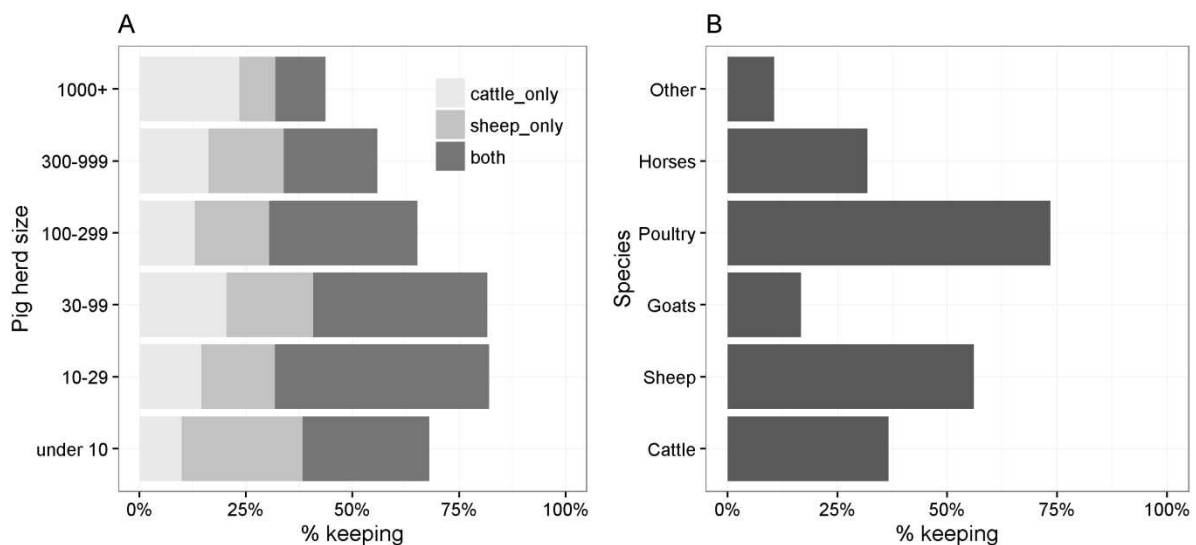 A
1000+
300-999
100-299
30-99
10-29
under 10
Pig herd size
cattle_only
sheep_only
both
0% 25% 50% 75% 100%
% keeping
B
Other
Horses
Poultry
Goats
Sheep
Cattle
Species
0% 25% 50% 75% 100%
% keeping